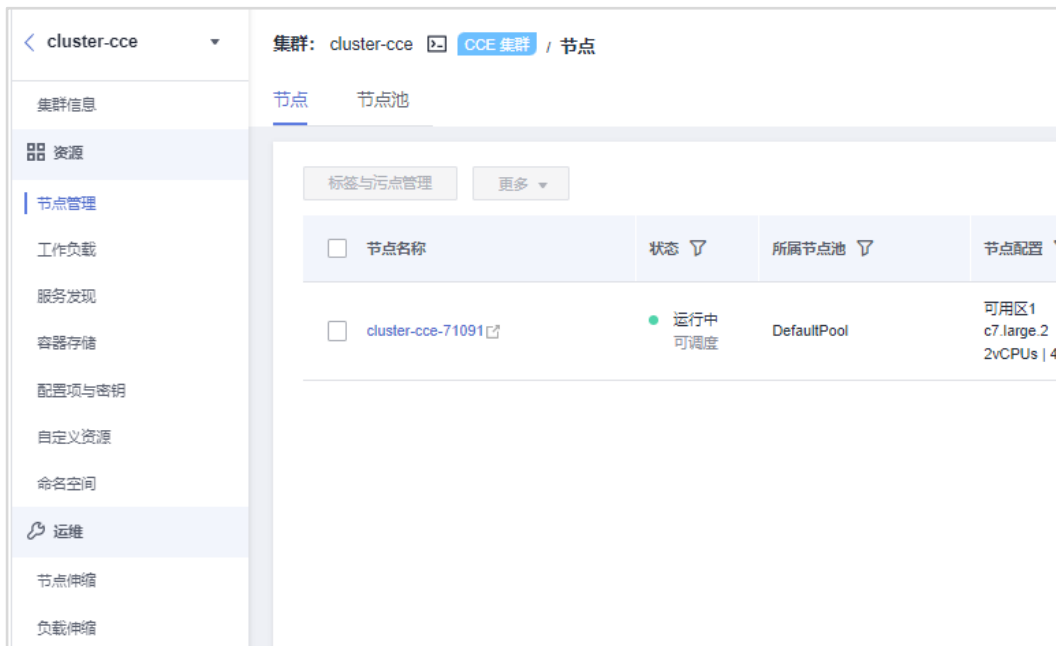 cluster-cce
集群信息
资源
节点管理
工作负载
服务发现
容器存储
配置项与密钥
自定义资源
命名空间
运维
节点伸缩
负载伸缩
集群： cluster-cce CCE 集群 / 节点
节点 节点池
标签与污点管理 更多
节点名称 状态 所属节点池 节点配置
cluster-cce-71091 运行中 DefaultPool 可用区1
可调度 c7.large.2
2vCPUs | 4